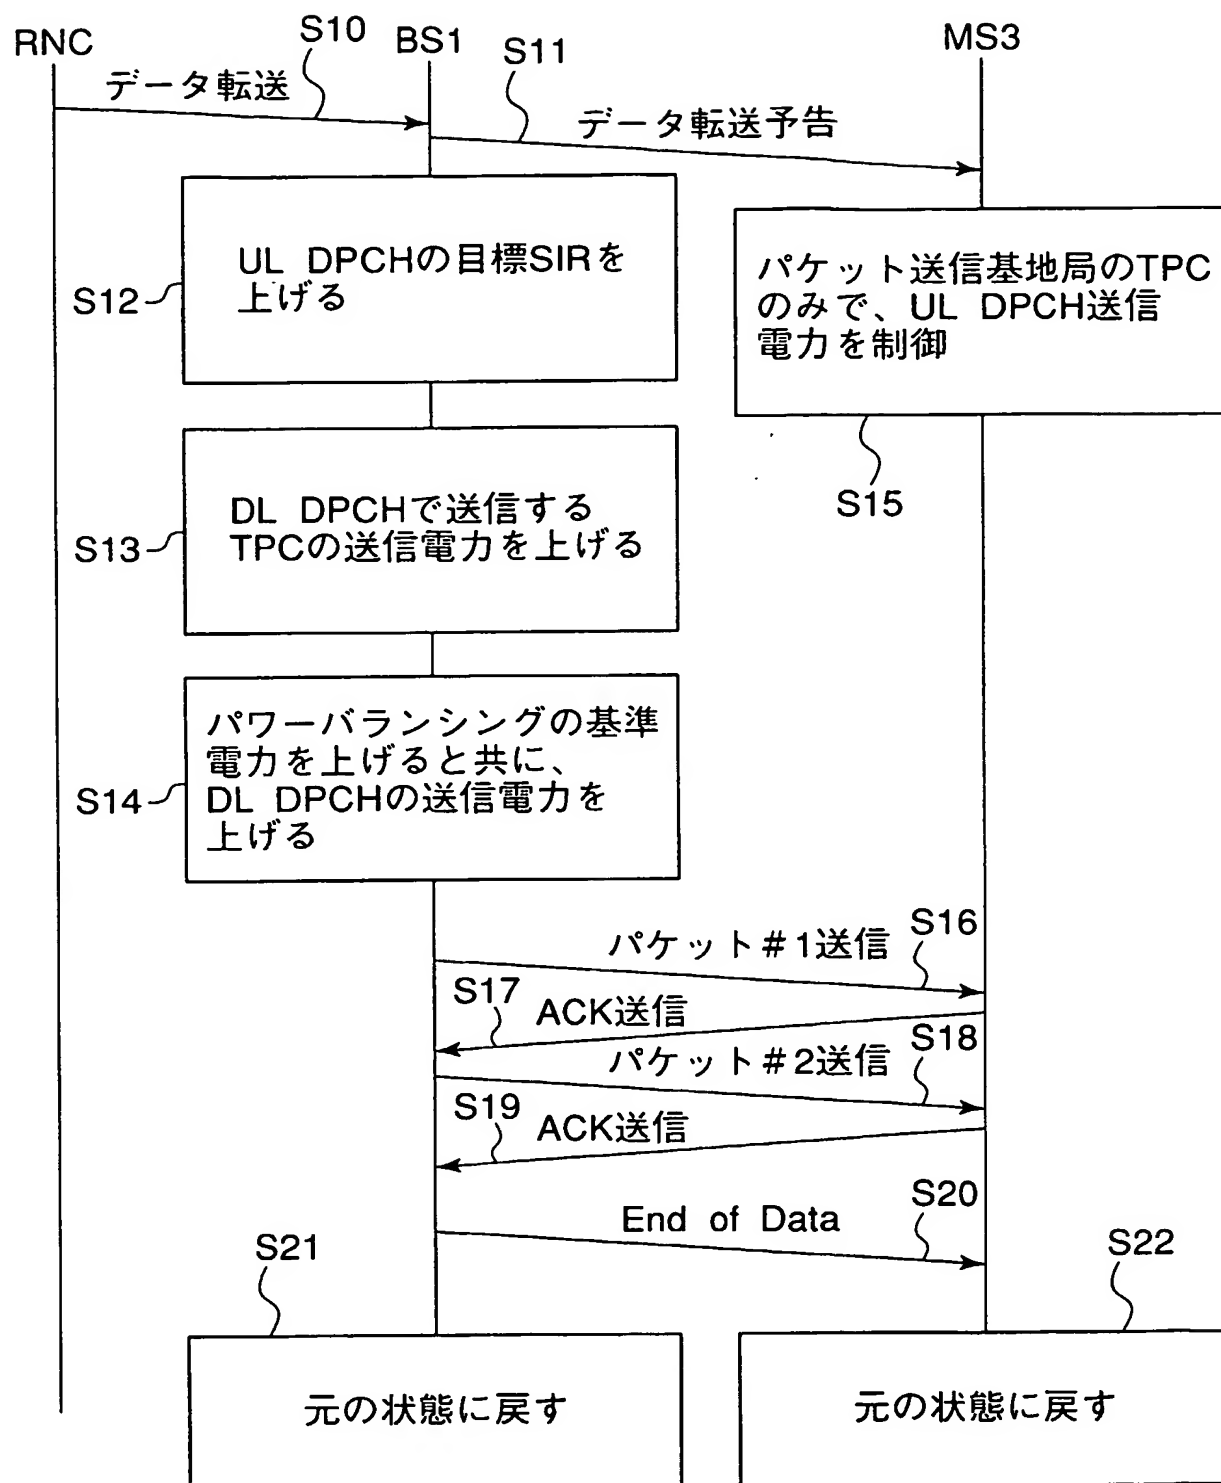 RNC
S10
BS1
S11
MS3
データ転送
データ転送予告
S12
UL DPCHの目標SIRを
上げる
パケット送信基地局のTPC
のみで、UL DPCH送信
電力を制御
S15
S13
DL DPCHで送信する
TPCの送信電力を上げる
S14
パワーバランシングの基準
電力を上げると共に、
DL DPCHの送信電力を
上げる
パケット#1送信
S16
S17
ACK送信
パケット#2送信
S18
S19
ACK送信
End of Data
S20
S21
S22
元の状態に戻す
元の状態に戻す